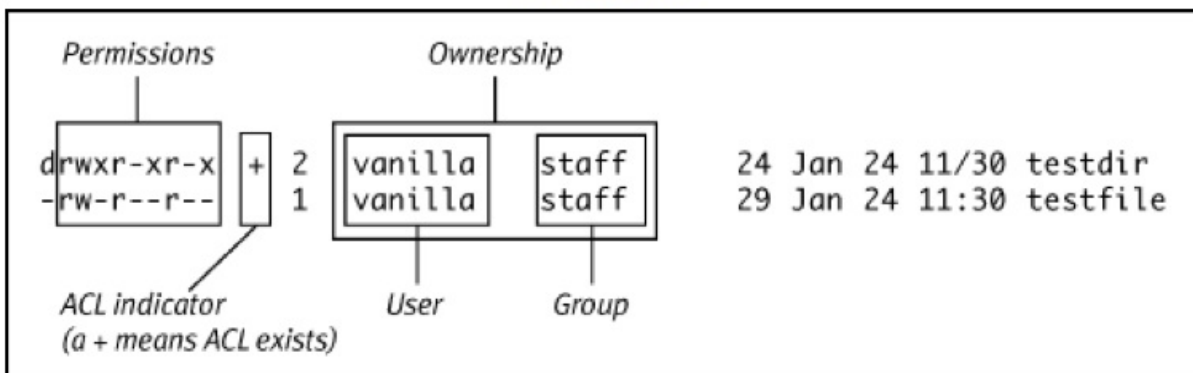 Permissions Ownership
drwxr-xr-x + 2 vanilla staff 24 Jan 24 11/30 testdir
-rw-r--r-- 1 vanilla staff 29 Jan 24 11:30 testfile
ACL indicator User Group
(a + means ACL exists)